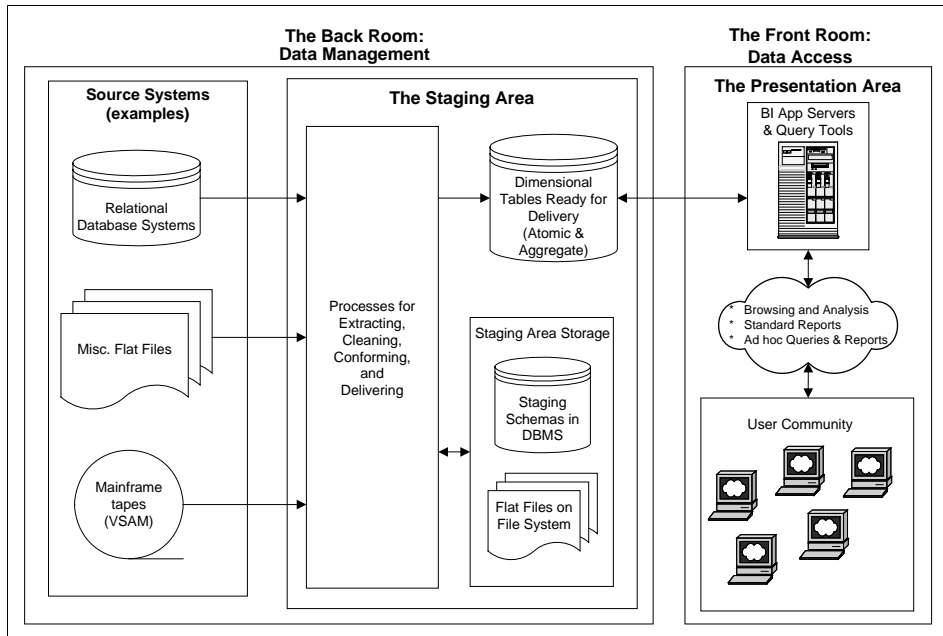 The Back Room:
Data Management
The Front Room:
Data Access
Source Systems
(examples)
Relational
Database Systems
Misc. Flat Files
Mainframe
tapes
(VSAM)
The Staging Area
Processes for
Extracting,
Cleaning,
Conforming,
and
Delivering
Dimensional
Tables Ready for
Delivery
(Atomic &
Aggregate)
Staging Area Storage
Staging
Schemas in
DBMS
Flat Files on
File System
The Presentation Area
BI App Servers
& Query Tools
* Browsing and Analysis
* Standard Reports
* Ad hoc Queries & Reports
User Community